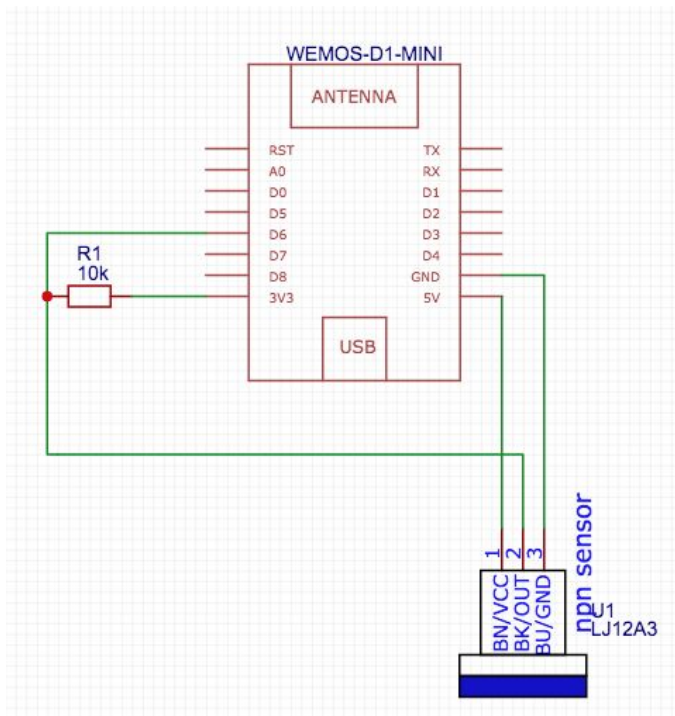 WEMOS-D1-MINI
ANTENNA
RST
TX
A0
RX
D0
D1
D5
D2
D6
D3
R1
D7
D4
10k
D8
GND
3V3
5V
USB
1
2
3
BN/VCC
BK/OUT
BU/GND
npn sensor
U1
LJ12A3